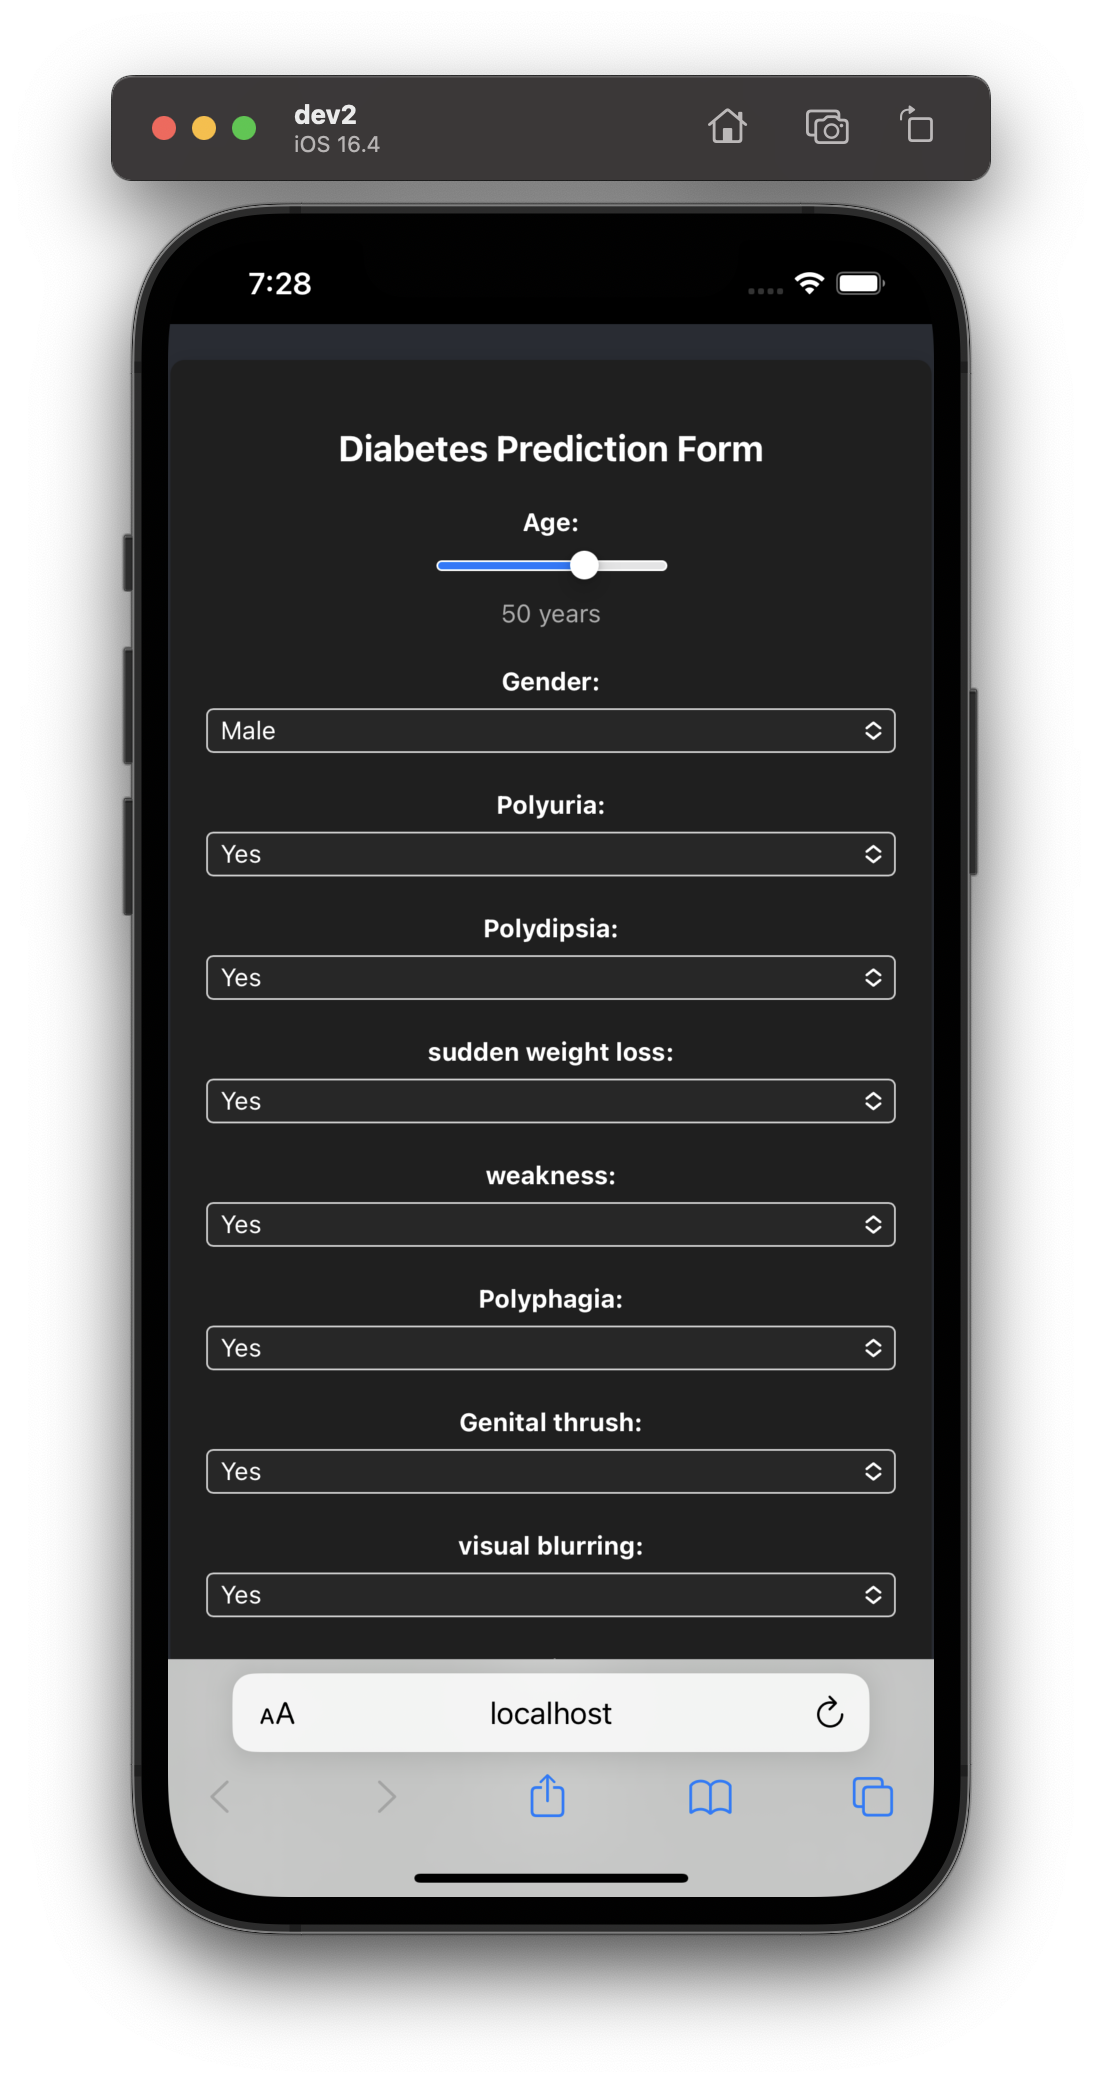 dev2
iOS 16.4
7:28
Diabetes Prediction Form
Age:
50 years
Gender:
Male
Polyuria:
Yes
Polydipsia:
Yes
sudden weight loss:
Yes
weakness:
Yes
Polyphagia:
Yes
Genital thrush:
Yes
visual blurring:
Yes
AA localhost